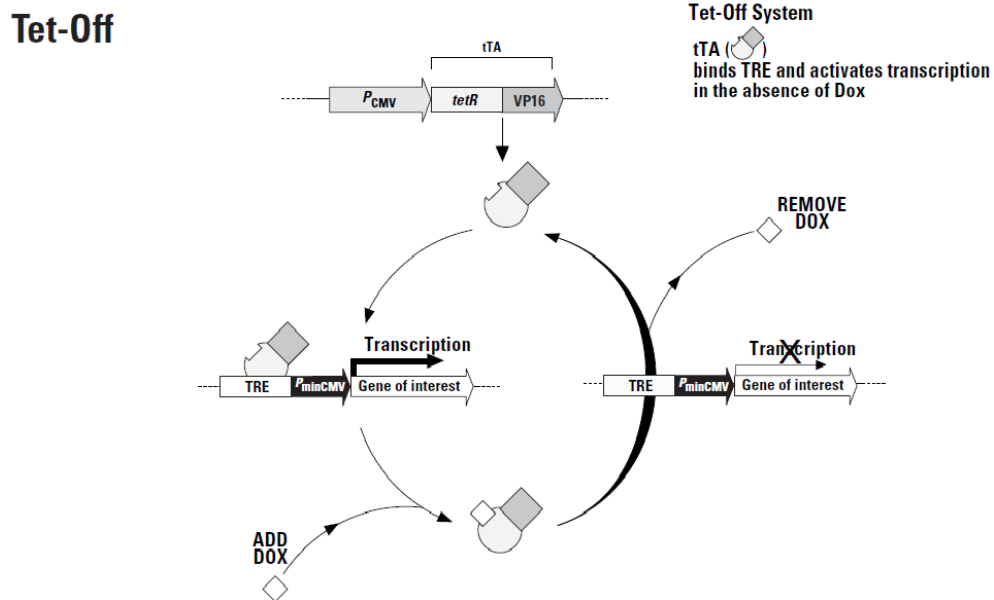 Tet-Off
Tet-Off System
tTA ( )
binds TRE and activates transcription
in the absence of Dox
tTA
PCMV tetR VP16
REMOVE
DOX
Transcription
TRE PminCMV Gene of interest
Transcription
TRE PminCMV Gene of interest
ADD
DOX